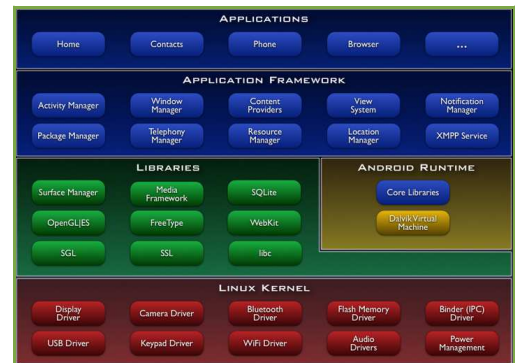 APPLICATIONS
Home Contacts Phone Browser ...
APPLICATION FRAMEWORK
Activity Manager Window Manager Content Providers View System Notification Manager
Package Manager Telephony Manager Resource Manager Location Manager XMPP Service
LIBRARIES
Surface Manager Media Framework SQLite
OpenGL|ES FreeType WebKit
SGL SSL libc
ANDROID RUNTIME
Core Libraries
Dalvik Virtual Machine
LINUX KERNEL
Display Driver Camera Driver Bluetooth Driver Flash Memory Driver Binder (IPC) Driver
USB Driver Keypad Driver WiFi Driver Audio Drivers Power Management